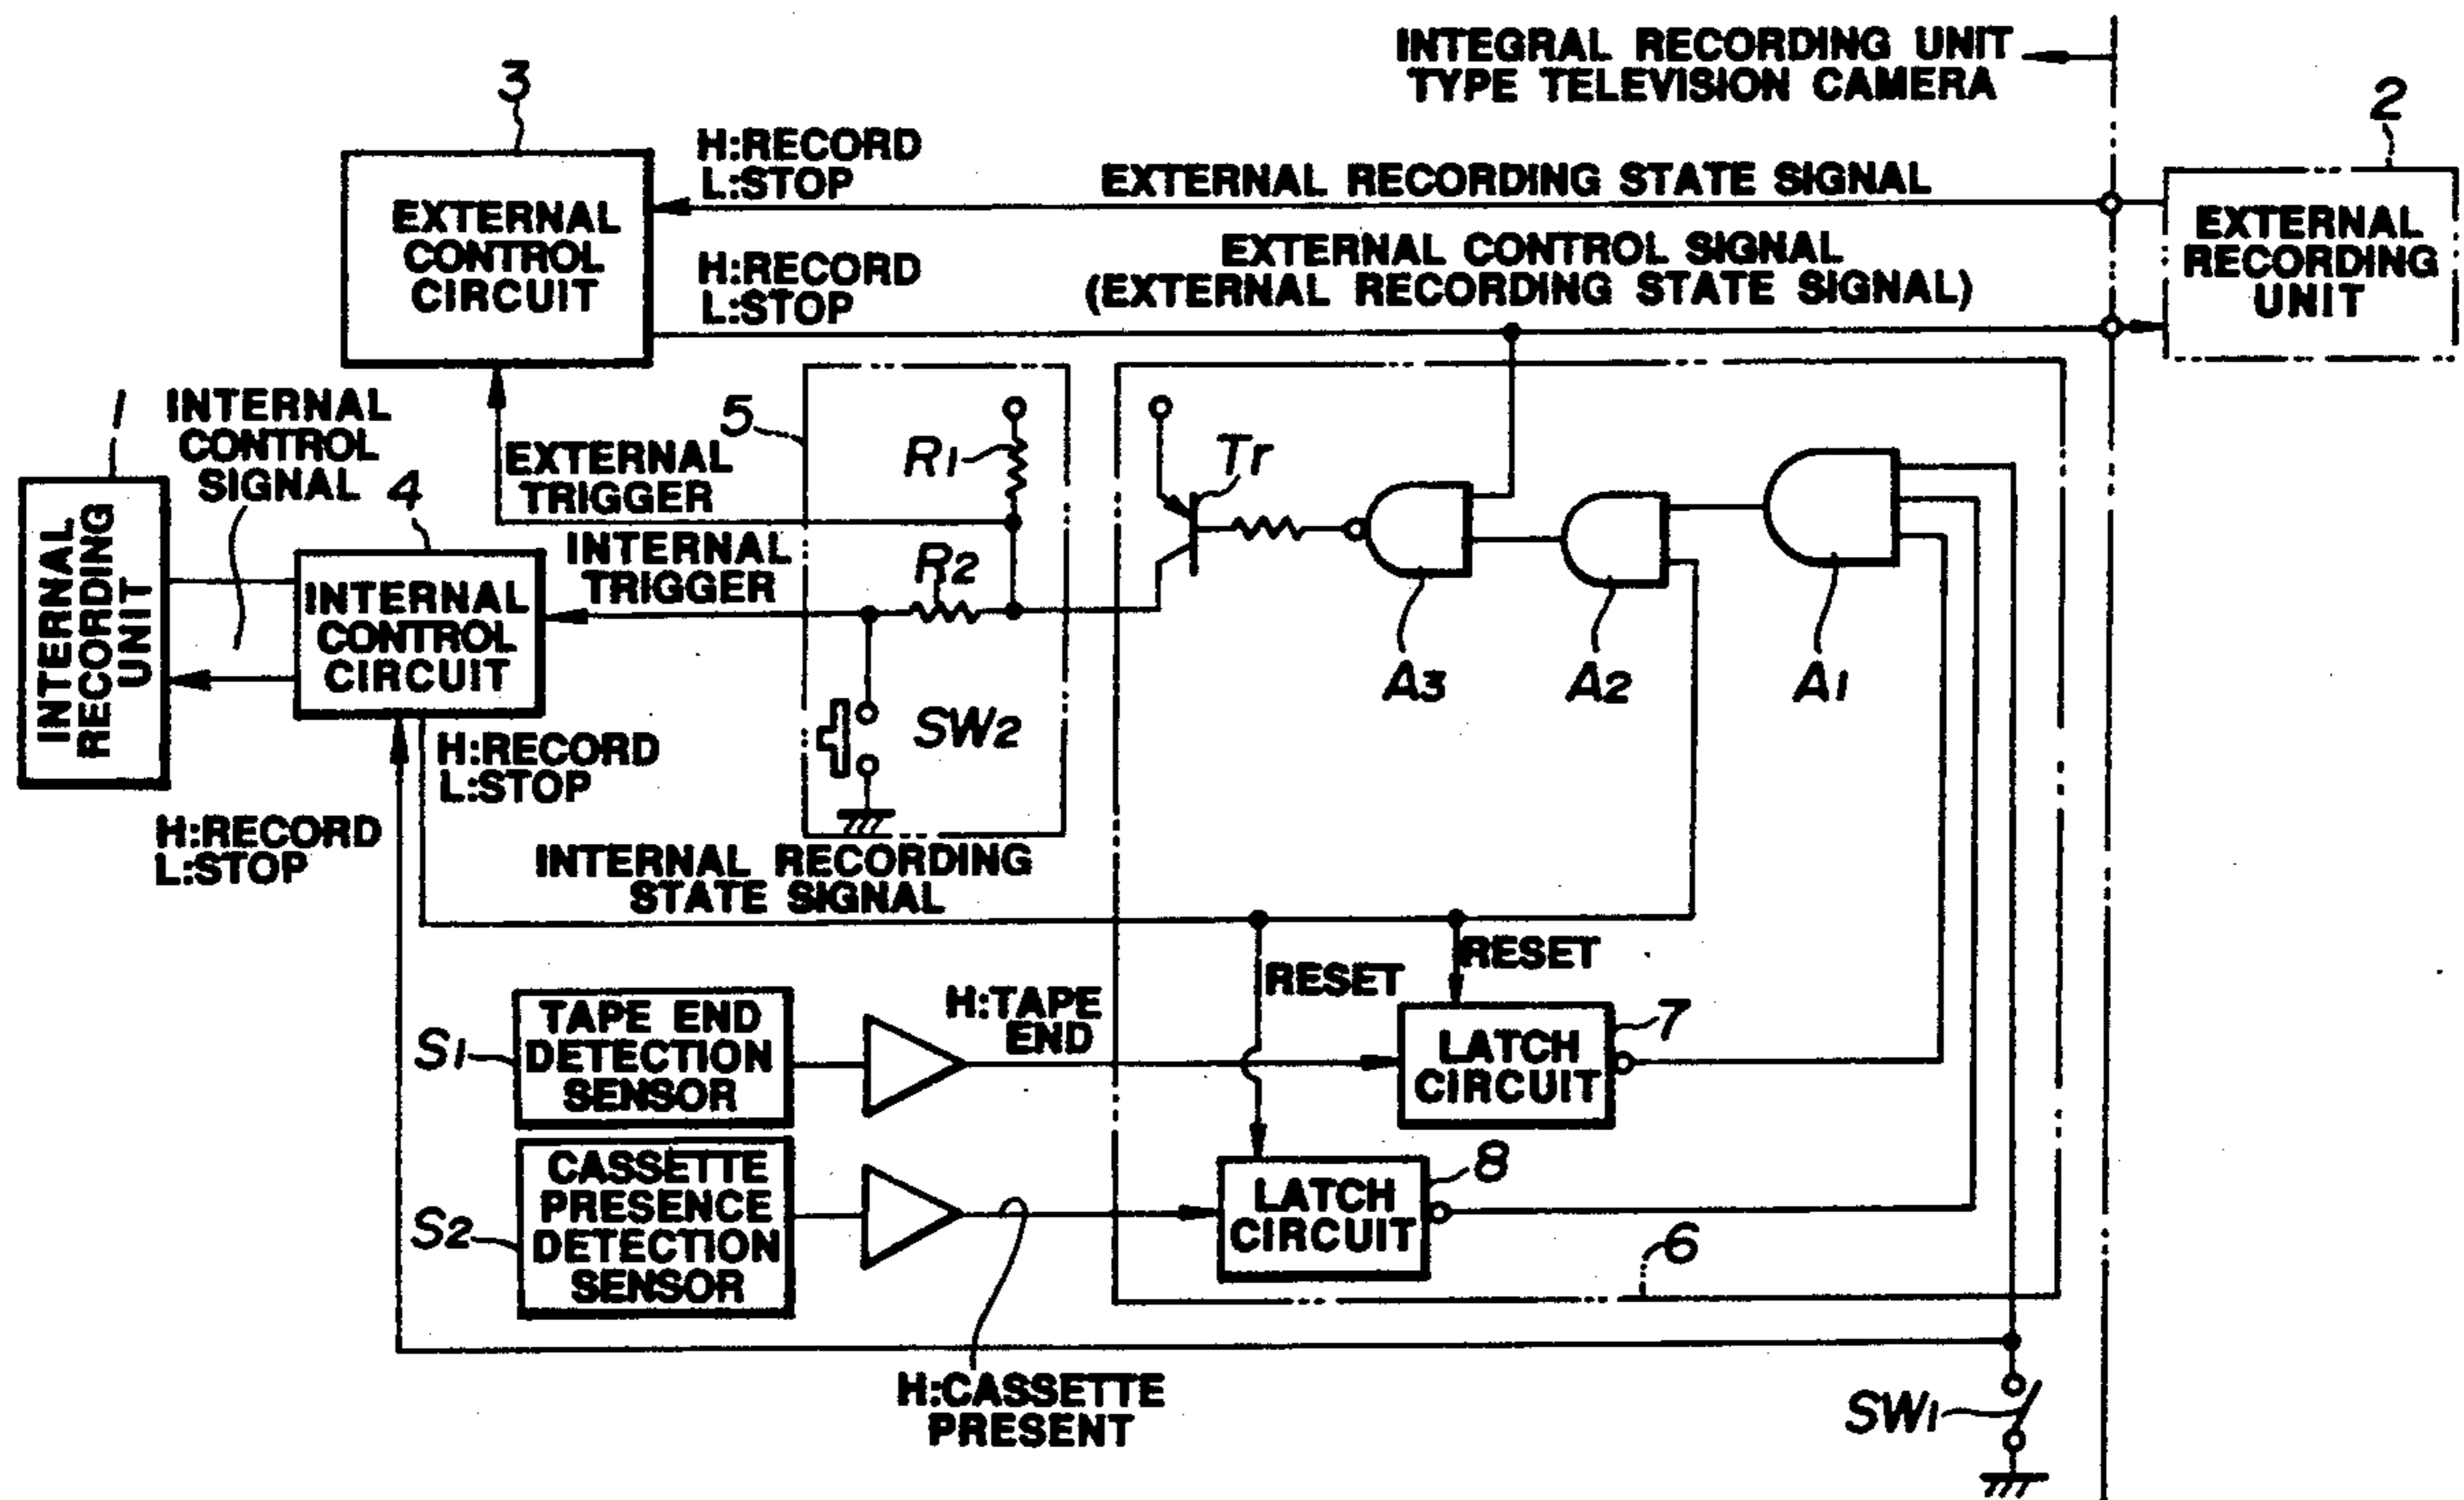 INTEGRAL RECORDING UNIT
TYPE TELEVISION CAMERA
3
2
H:RECORD
L:STOP
EXTERNAL RECORDING STATE SIGNAL
EXTERNAL
CONTROL
CIRCUIT
EXTERNAL
RECORDING
UNIT
H:RECORD
L:STOP
EXTERNAL CONTROL SIGNAL
(EXTERNAL RECORDING STATE SIGNAL)
1
INTERNAL
CONTROL
SIGNAL
4
5
R1
Tr
EXTERNAL
TRIGGER
INTERNAL
RECORDING
UNIT
INTERNAL
TRIGGER
R2
INTERNAL
CONTROL
CIRCUIT
A3
A2
A1
SW2
H:RECORD
L:STOP
H:RECORD
L:STOP
INTERNAL RECORDING
STATE SIGNAL
RESET
RESET
S1
TAPE END
DETECTION
SENSOR
H:TAPE
END
LATCH
CIRCUIT
7
S2
CASSETTE
PRESENCE
DETECTION
SENSOR
LATCH
CIRCUIT
8
6
H:CASSETTE
PRESENT
SW1